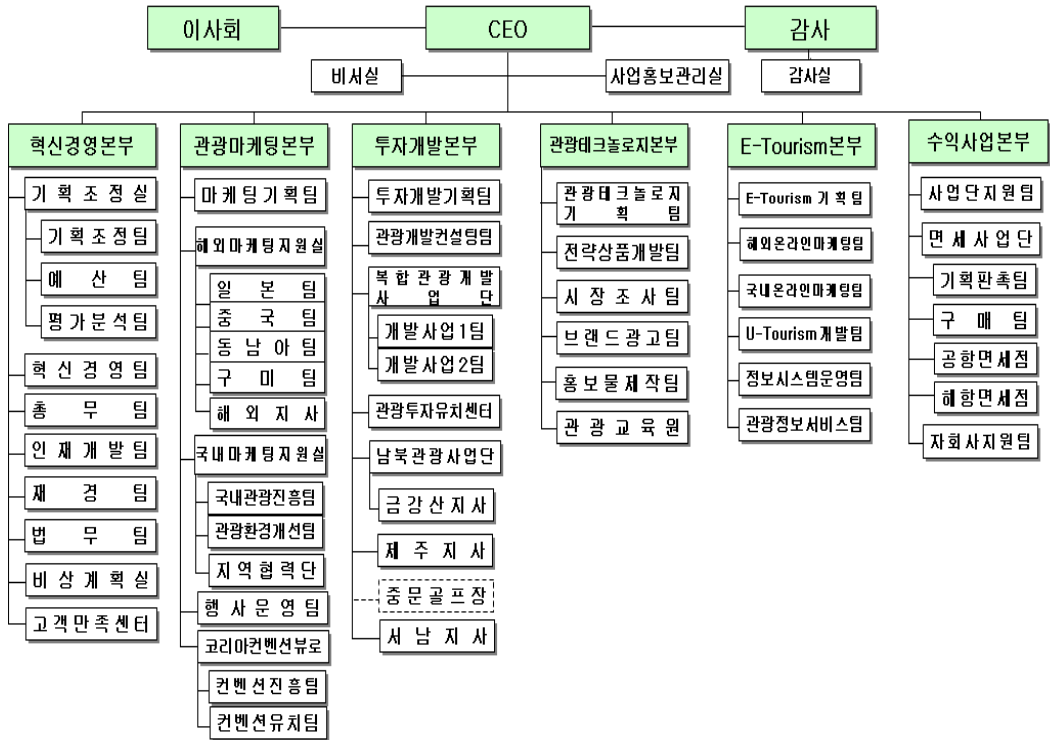 이사회
CEO
감사
비서실
사업홍보관리실
감사실
혁신경영본부
기획조정실
기획조정팀
예산팀
평가분석팀
혁신경영팀
총무팀
인재개발팀
재경팀
법무팀
비상계획실
고객만족센터
관광마케팅본부
마케팅기획팀
해외마케팅지원실
일본팀
중국팀
동남아팀
구미팀
해외지사
국내마케팅지원실
국내관광진흥팀
관광환경개선팀
지역협력단
행사운영팀
코리아컨벤션뷰로
컨벤션진흥팀
컨벤션유치팀
투자개발본부
투자개발기획팀
관광개발컨설팅팀
복합관광개발
사업단
개발사업1팀
개발사업2팀
관광투자유치센터
남북관광사업단
금강산지사
제주지사
중문골프장
서남지사
관광테크놀로지본부
관광테크놀로지
기획팀
전략상품개발팀
시장조사팀
브랜드광고팀
홍보물제작팀
관광교육원
E-Tourism본부
E-Tourism 기획팀
해외온라인마케팅팀
국내온라인마케팅팀
U-Tourism개발팀
정보시스템운영팀
관광정보서비스팀
수익사업본부
사업단지원팀
면세사업단
기획판촉팀
구매팀
공항면세점
해항면세점
자회사지원팀